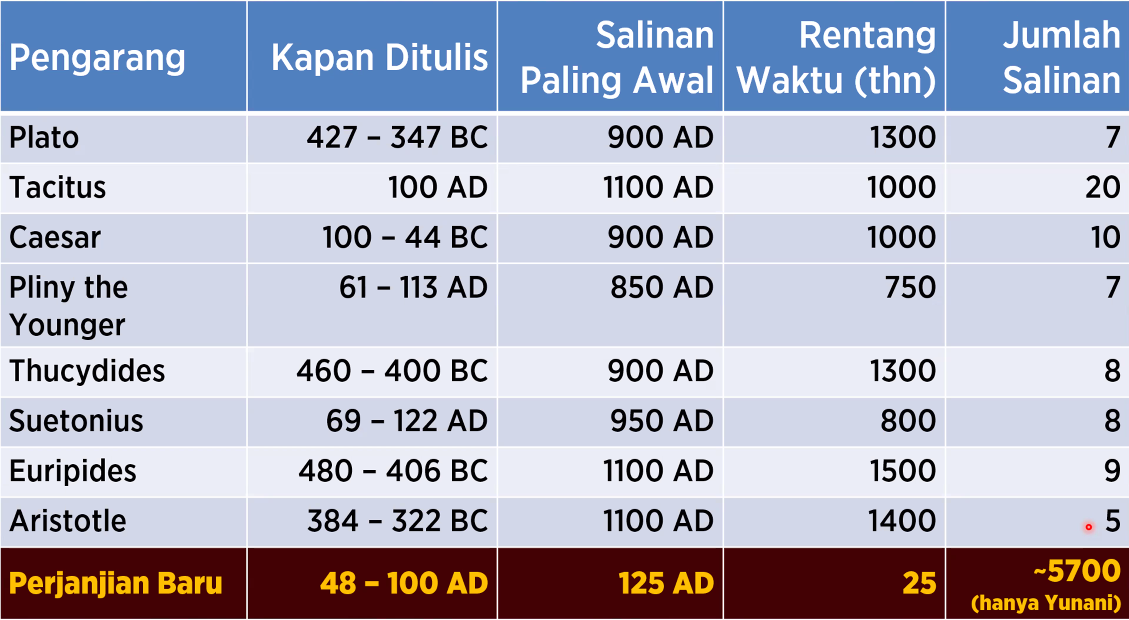 Pengarang Kapan Ditulis Salinan Paling Awal Rentang Waktu (thn) Jumlah Salinan
Plato 427 – 347 BC 900 AD 1300 7
Tacitus 100 AD 1100 AD 1000 20
Caesar 100 – 44 BC 900 AD 1000 10
Pliny the Younger 61 – 113 AD 850 AD 750 7
Thucydides 460 – 400 BC 900 AD 1300 8
Suetonius 69 – 122 AD 950 AD 800 8
Euripides 480 – 406 BC 1100 AD 1500 9
Aristotle 384 – 322 BC 1100 AD 1400 5
Perjanjian Baru 48 – 100 AD 125 AD 25 ~5700
(hanya Yunani)